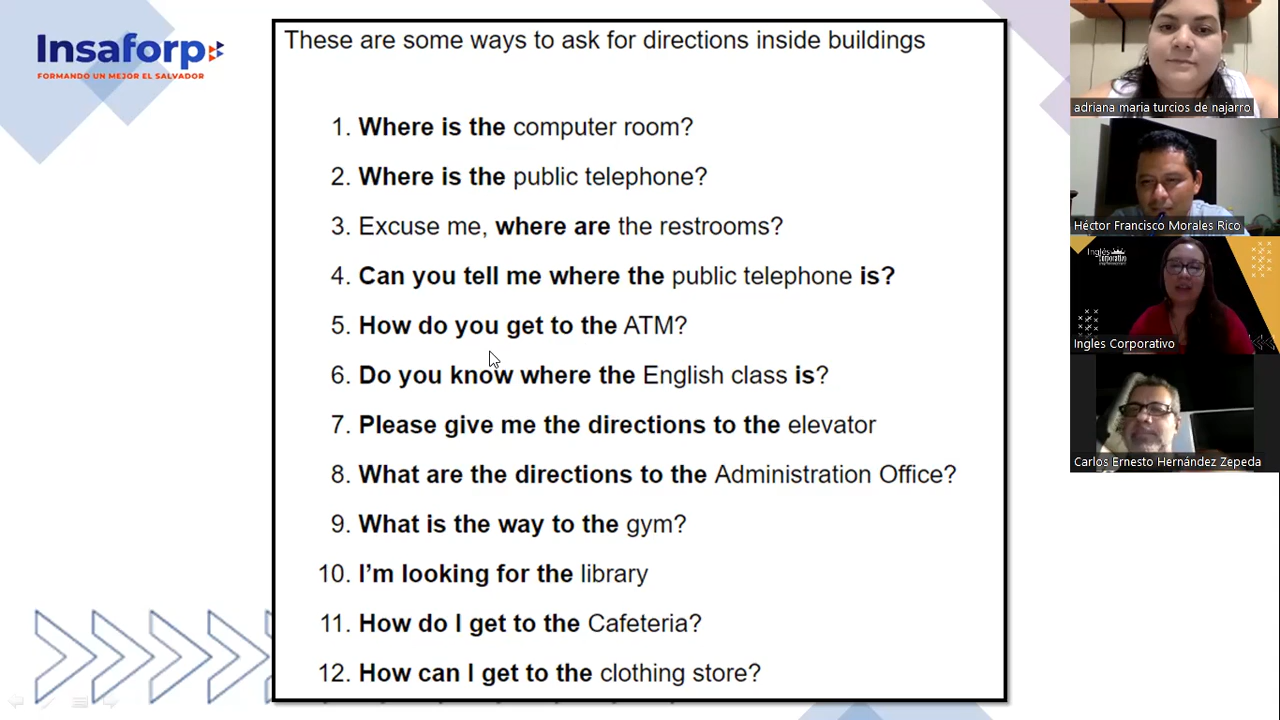 Insaforp
FORMANDO UN MEJOR EL SALVADOR
These are some ways to ask for directions inside buildings
1. Where is the computer room?
2. Where is the public telephone?
3. Excuse me, where are the restrooms?
4. Can you tell me where the public telephone is?
5. How do you get to the ATM?
6. Do you know where the English class is?
7. Please give me the directions to the elevator
8. What are the directions to the Administration Office?
9. What is the way to the gym?
10. I'm looking for the library
11. How do I get to the Cafeteria?
12. How can I get to the clothing store?
adriana maria turcios de najarro
Héctor Francisco Morales Rico
Inglés
Corporativo
Ingles Corporativo
Carlos Ernesto Hernández Zepeda